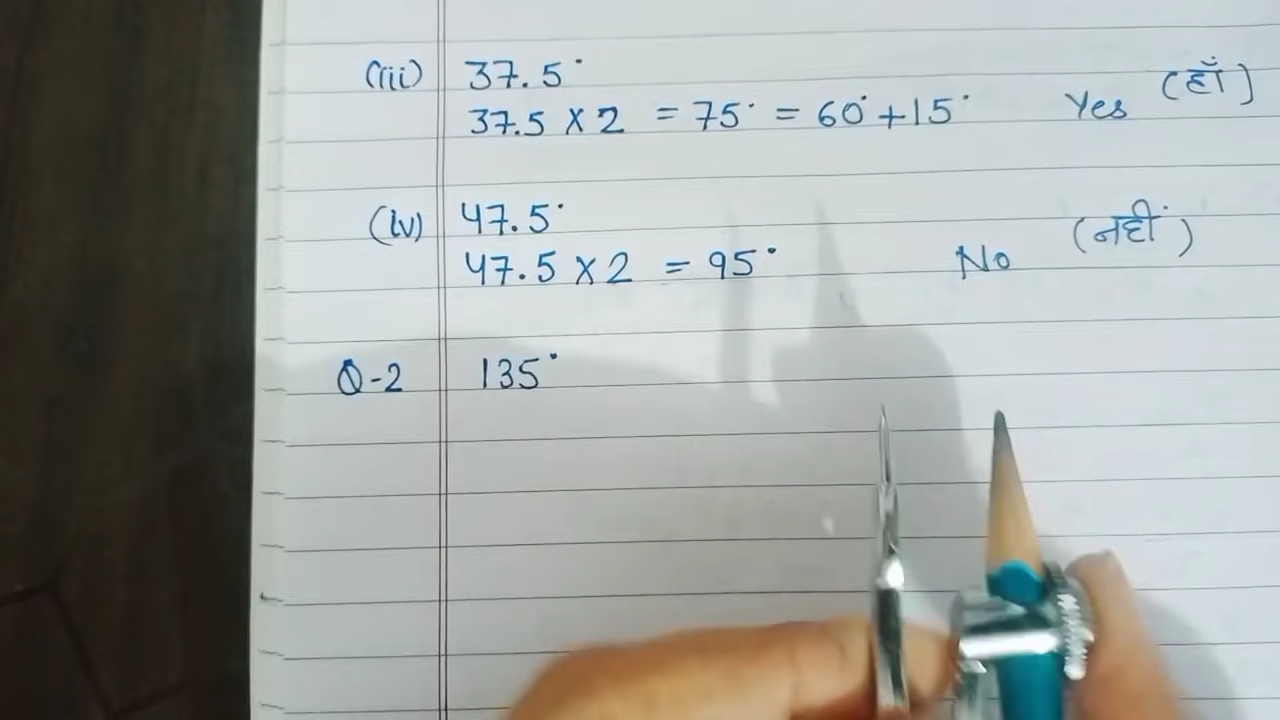 (iii) 37.5°
37.5 × 2 = 75° = 60° + 15° Yes (हाँ)
(iv) 47.5°
47.5 × 2 = 95° No (नहीं)
Q-2 135°